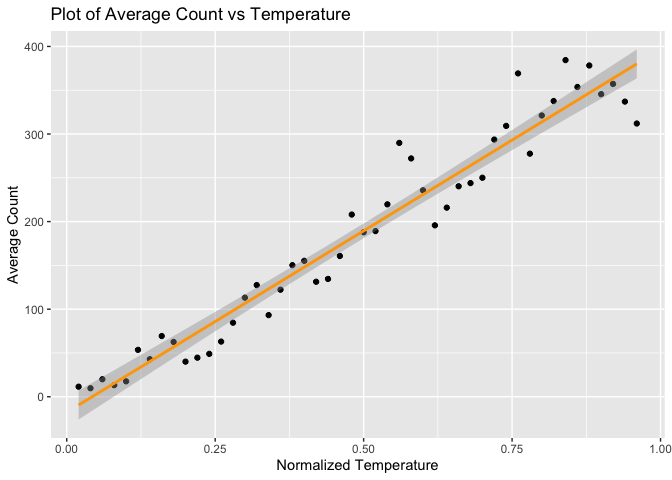 Plot of Average Count vs Temperature
400
300
200
100
0
Average Count
0.00 0.25 0.50 0.75 1.00
Normalized Temperature